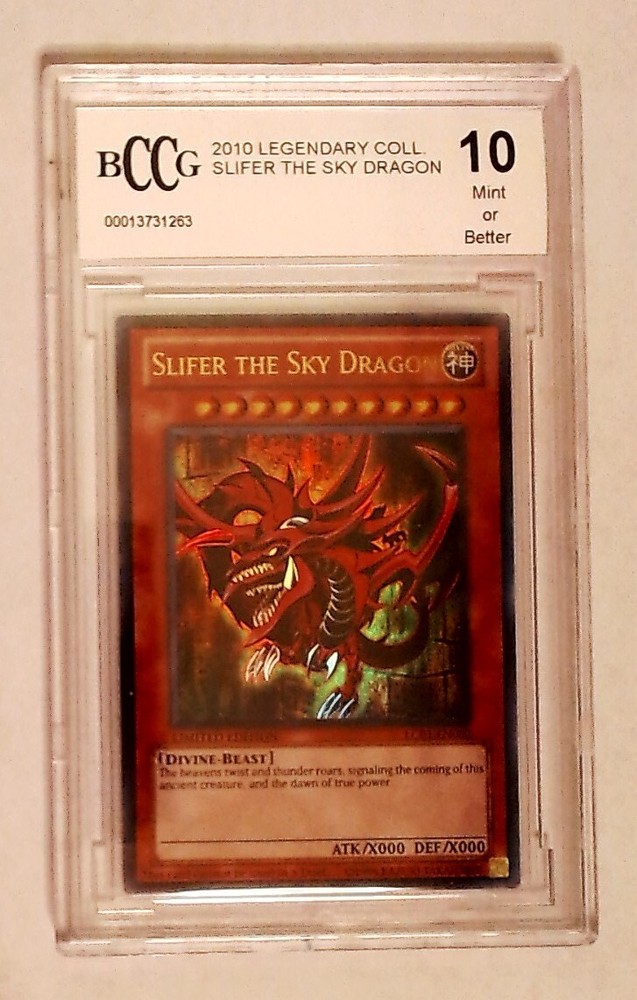 BCCG
2010 LEGENDARY COLL.
SLIFER THE SKY DRAGON
00013731263
10
Mint
or
Better
SLIFER THE SKY DRAGON
神
LIMITED EDITION
[DIVINE-BEAST]
The heavens twist and thunder roars, signaling the coming of this
ancient creature, and the dawn of true power.
ATK/X000 DEF/X000